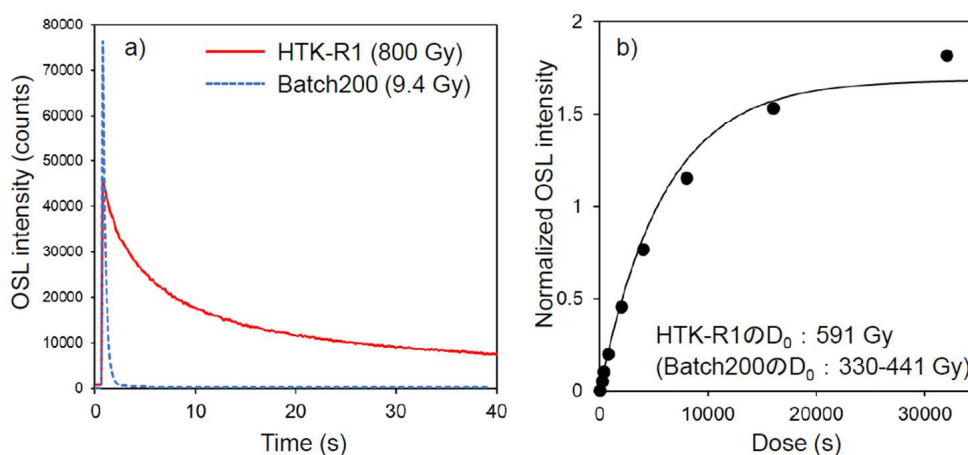 a)
HTK-R1 (800 Gy)
Batch200 (9.4 Gy)
OSL intensity (counts)
80000
70000
60000
50000
40000
30000
20000
10000
0
0 10 20 30 40
Time (s)
b)
Normalized OSL intensity
2
1.5
1
0.5
0
HTK-R1のD₀：591 Gy
(Batch200のD₀：330-441 Gy)
0 10000 20000 30000
Dose (s)